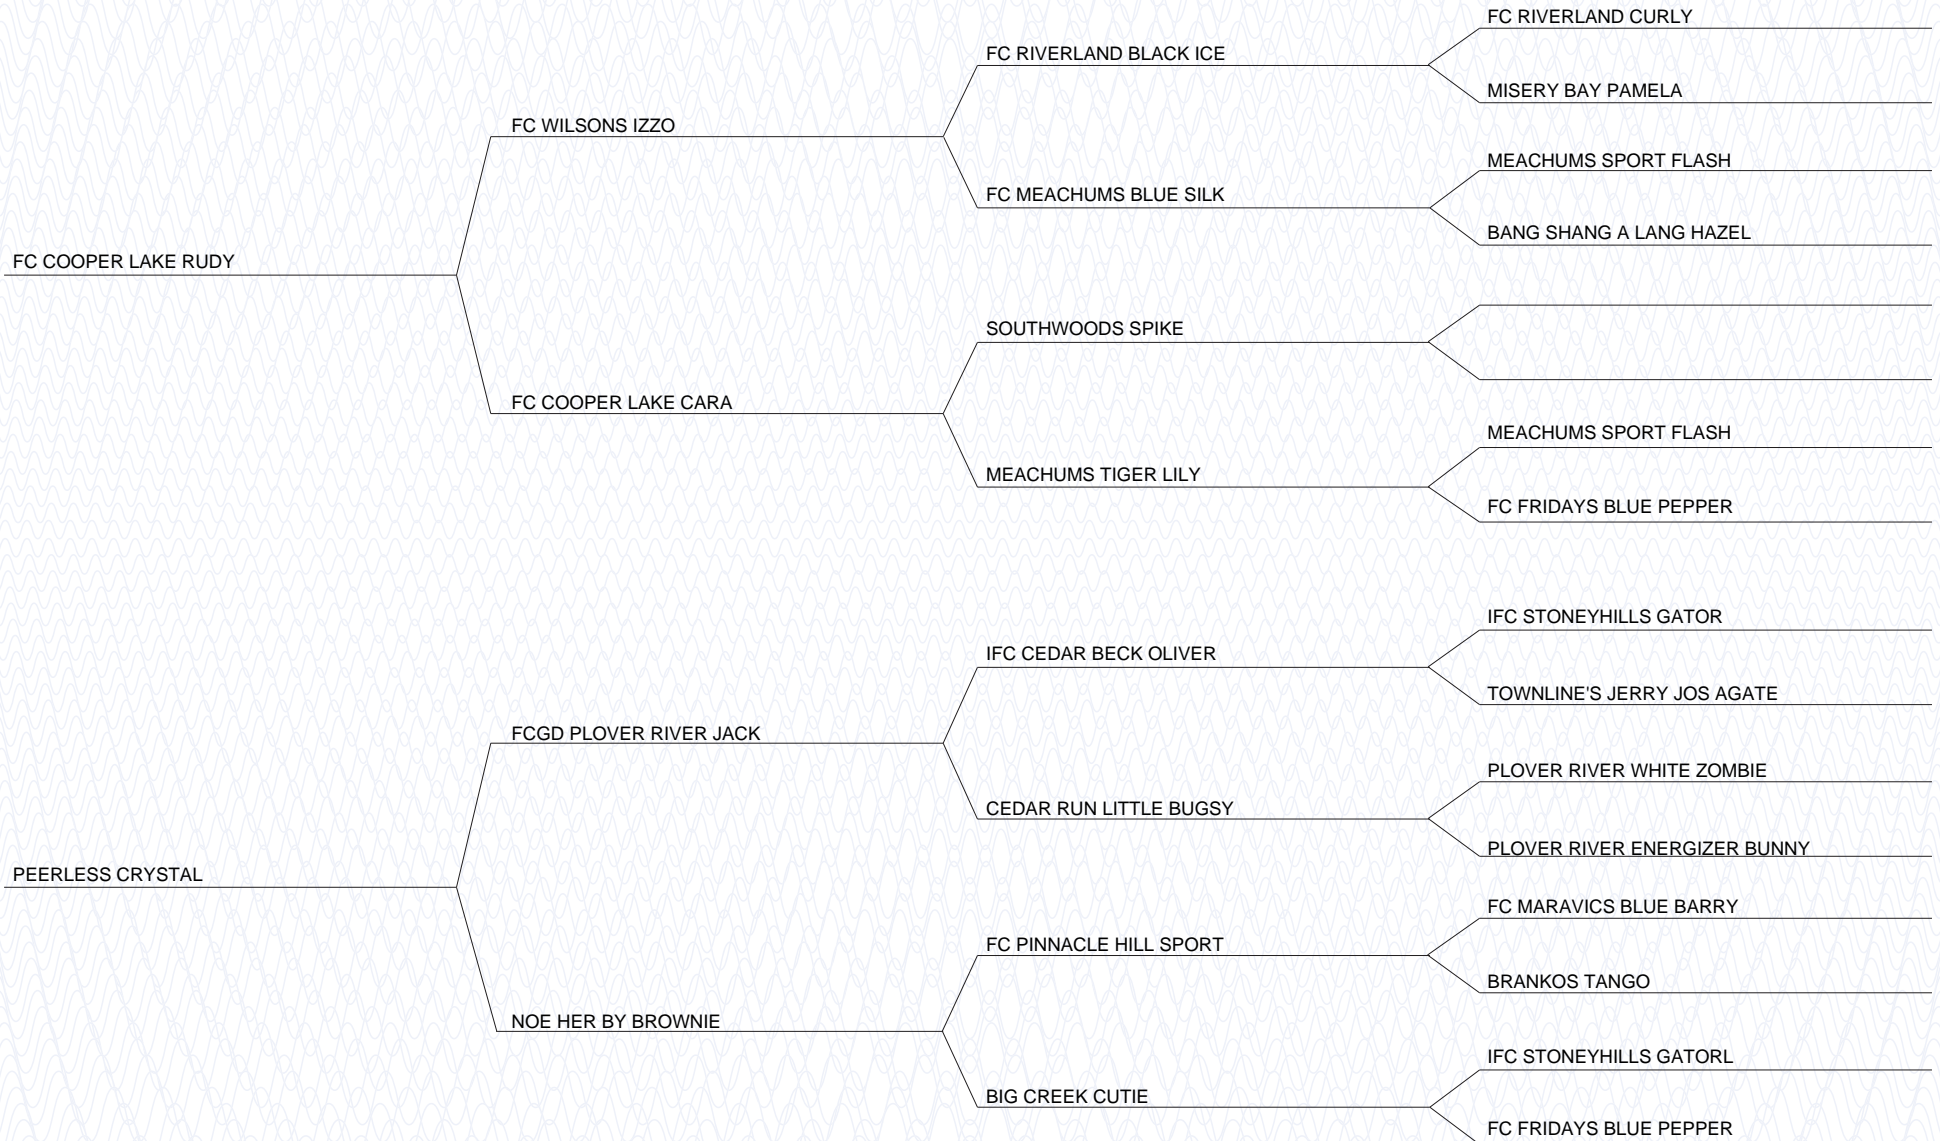 FC RIVERLAND CURLY
FC RIVERLAND BLACK ICE
MISERY BAY PAMELA
FC WILSONS IZZO
MEACHUMS SPORT FLASH
FC MEACHUMS BLUE SILK
BANG SHANG A LANG HAZEL
FC COOPER LAKE RUDY
SOUTHWOODS SPIKE
FC COOPER LAKE CARA
MEACHUMS SPORT FLASH
MEACHUMS TIGER LILY
FC FRIDAYS BLUE PEPPER
IFC STONEYHILLS GATOR
IFC CEDAR BECK OLIVER
TOWNLINE'S JERRY JOS AGATE
FCGD PLOVER RIVER JACK
PLOVER RIVER WHITE ZOMBIE
CEDAR RUN LITTLE BUGSY
PLOVER RIVER ENERGIZER BUNNY
PEERLESS CRYSTAL
FC MARAVICS BLUE BARRY
FC PINNACLE HILL SPORT
BRANKOS TANGO
NOE HER BY BROWNIE
IFC STONEYHILLS GATORL
BIG CREEK CUTIE
FC FRIDAYS BLUE PEPPER